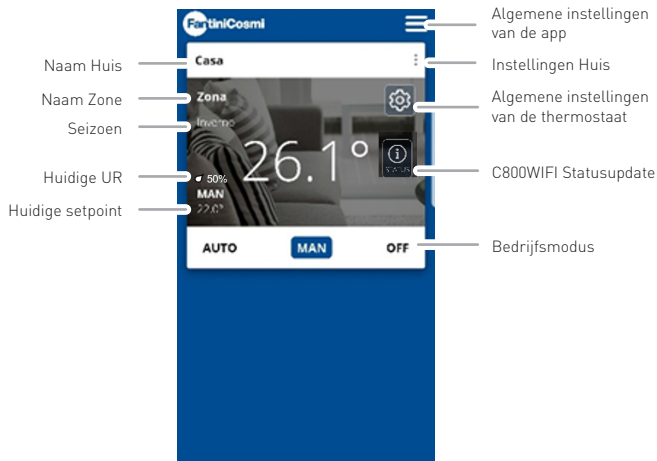 FantiniCosmi
Algemene instellingen
van de app
Casa
Naam Huis
Instellingen Huis
Zona
Naam Zone
Algemene instellingen
van de thermostaat
Inverno
Seizoen
26.1°
STATUS
C800WIFI Statusupdate
Huidige UR
50%
MAN
Huidige setpoint
22.0°
AUTO
MAN
OFF
Bedrijfsmodus